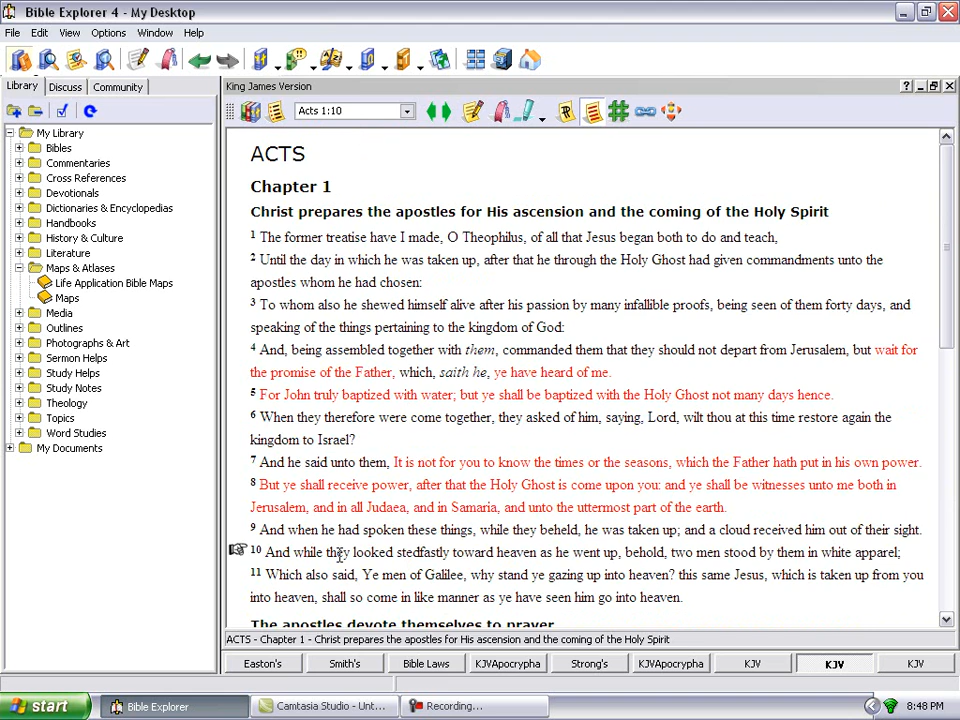 Bible Explorer 4 - My Desktop
File Edit View Options Window Help
Library Discuss Community
King James Version
Acts 1:10
My Library
Bibles
Commentaries
Cross References
Devotionals
Dictionaries & Encyclopedias
Handbooks
History & Culture
Literature
Maps & Atlases
Life Application Bible Maps
Maps
Media
Outlines
Photographs & Art
Sermon Helps
Study Helps
Study Notes
Theology
Topics
Word Studies
My Documents
ACTS
Chapter 1
Christ prepares the apostles for His ascension and the coming of the Holy Spirit
1 The former treatise have I made, O Theophilus, of all that Jesus began both to do and teach,
2 Until the day in which he was taken up, after that he through the Holy Ghost had given commandments unto the
apostles whom he had chosen:
3 To whom also he shewed himself alive after his passion by many infallible proofs, being seen of them forty days, and
speaking of the things pertaining to the kingdom of God:
4 And, being assembled together with them, commanded them that they should not depart from Jerusalem, but wait for
the promise of the Father, which, saith he, ye have heard of me.
5 For John truly baptized with water; but ye shall be baptized with the Holy Ghost not many days hence.
6 When they therefore were come together, they asked of him, saying, Lord, wilt thou at this time restore again the
kingdom to Israel?
7 And he said unto them, It is not for you to know the times or the seasons, which the Father hath put in his own power.
8 But ye shall receive power, after that the Holy Ghost is come upon you: and ye shall be witnesses unto me both in
Jerusalem, and in all Judaea, and in Samaria, and unto the uttermost part of the earth.
9 And when he had spoken these things, while they beheld, he was taken up; and a cloud received him out of their sight.
10 And while they looked stedfastly toward heaven as he went up, behold, two men stood by them in white apparel;
11 Which also said, Ye men of Galilee, why stand ye gazing up into heaven? this same Jesus, which is taken up from you
into heaven, shall so come in like manner as ye have seen him go into heaven.
The apostles devote themselves to prayer
ACTS - Chapter 1 - Christ prepares the apostles for His ascension and the coming of the Holy Spirit
Easton's Smith's Bible Laws KJVApocrypha Strong's KJVApocrypha KJV KJV KJV
start Bible Explorer Camtasia Studio - Unt... Recording... 8:48 PM